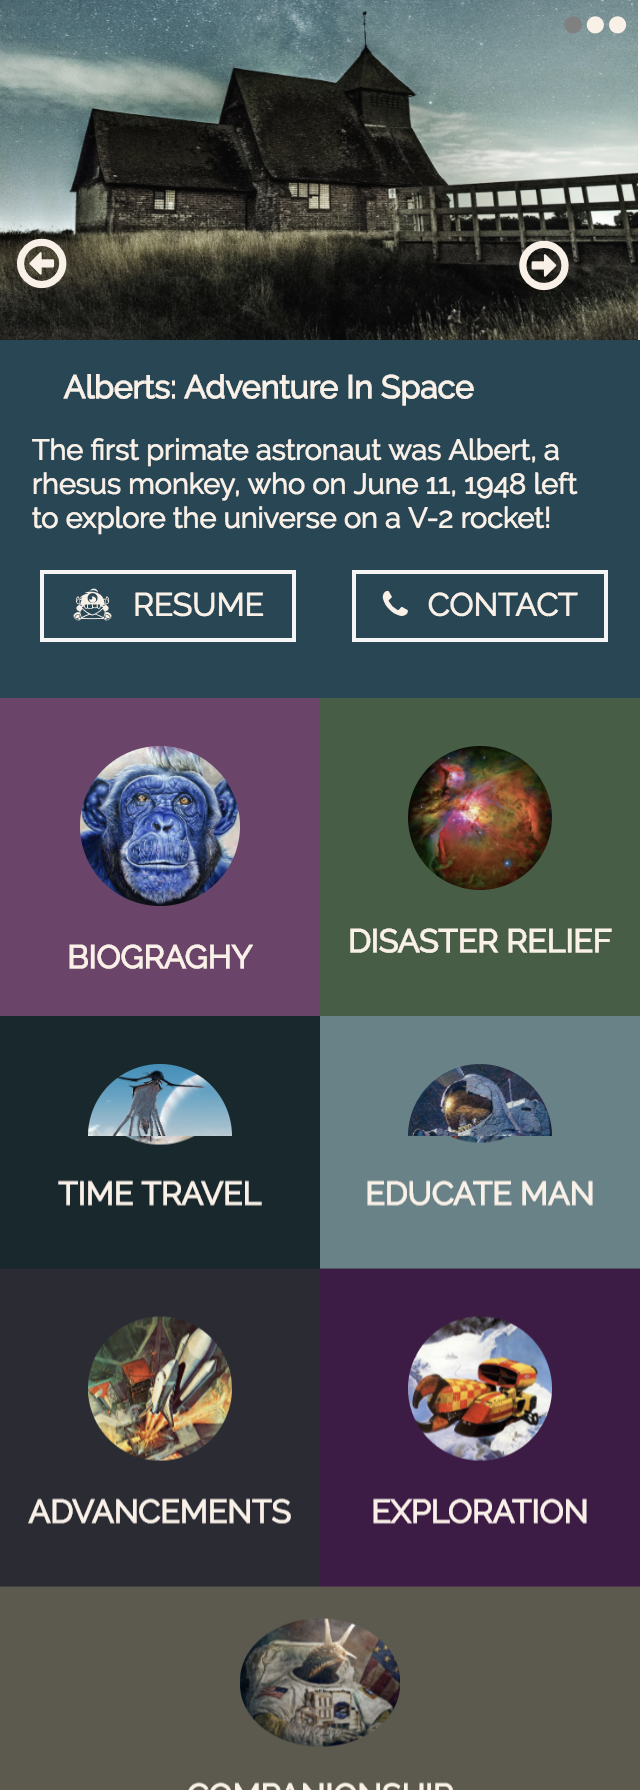 Alberts: Adventure In Space
The first primate astronaut was Albert, a
rhesus monkey, who on June 11, 1948 left
to explore the universe on a V-2 rocket!
RESUME
CONTACT
BIOGRAGHY
DISASTER RELIEF
TIME TRAVEL
EDUCATE MAN
ADVANCEMENTS
EXPLORATION
COMPANIONSHIP